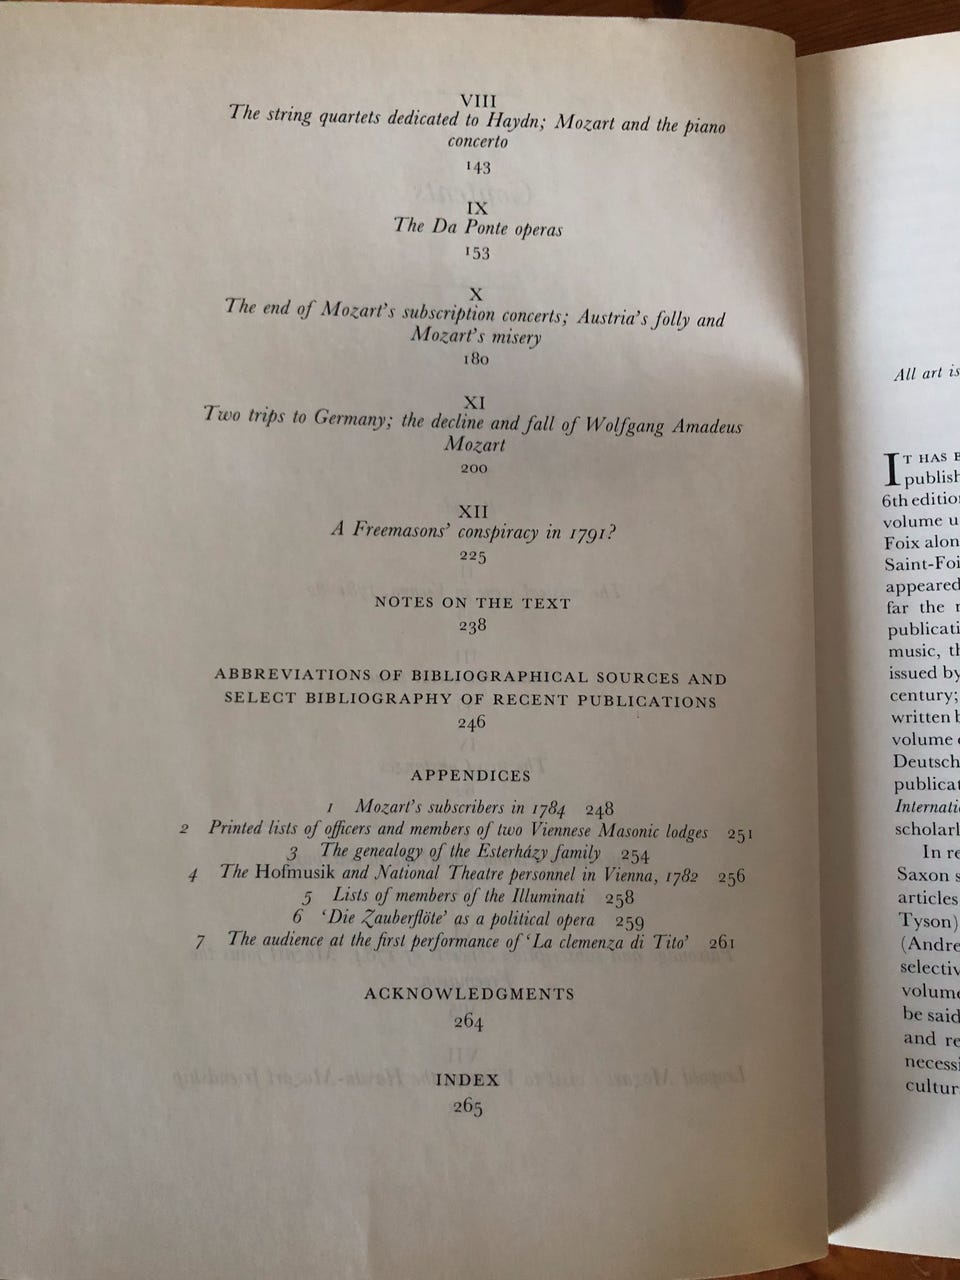 VIII
The string quartets dedicated to Haydn; Mozart and the piano
concerto
143
IX
The Da Ponte operas
153
X
The end of Mozart's subscription concerts; Austria's folly and
Mozart's misery
180
XI
Two trips to Germany; the decline and fall of Wolfgang Amadeus
Mozart
200
XII
A Freemasons' conspiracy in 1791?
225
NOTES ON THE TEXT
238
ABBREVIATIONS OF BIBLIOGRAPHICAL SOURCES AND
SELECT BIBLIOGRAPHY OF RECENT PUBLICATIONS
246
APPENDICES
1 Mozart's subscribers in 1784 248
2 Printed lists of officers and members of two Viennese Masonic lodges 251
3 The genealogy of the Esterházy family 254
4 The Hofmusik and National Theatre personnel in Vienna, 1782 256
5 Lists of members of the Illuminati 258
6 'Die Zauberflöte' as a political opera 259
7 The audience at the first performance of 'La clemenza di Tito' 261
ACKNOWLEDGMENTS
264
INDEX
265
All art is
IT HAS
publish
6th edition
volume u
Foix alon
Saint-Foi
appeared
far the
publicati
music, th
issued by
century;
written
volume
Deutsch
publicat
Internati
scholarl
In re
Saxon s
articles
Tyson)
(Andre
selectiv
volume
be said
and re
necessi
cultur